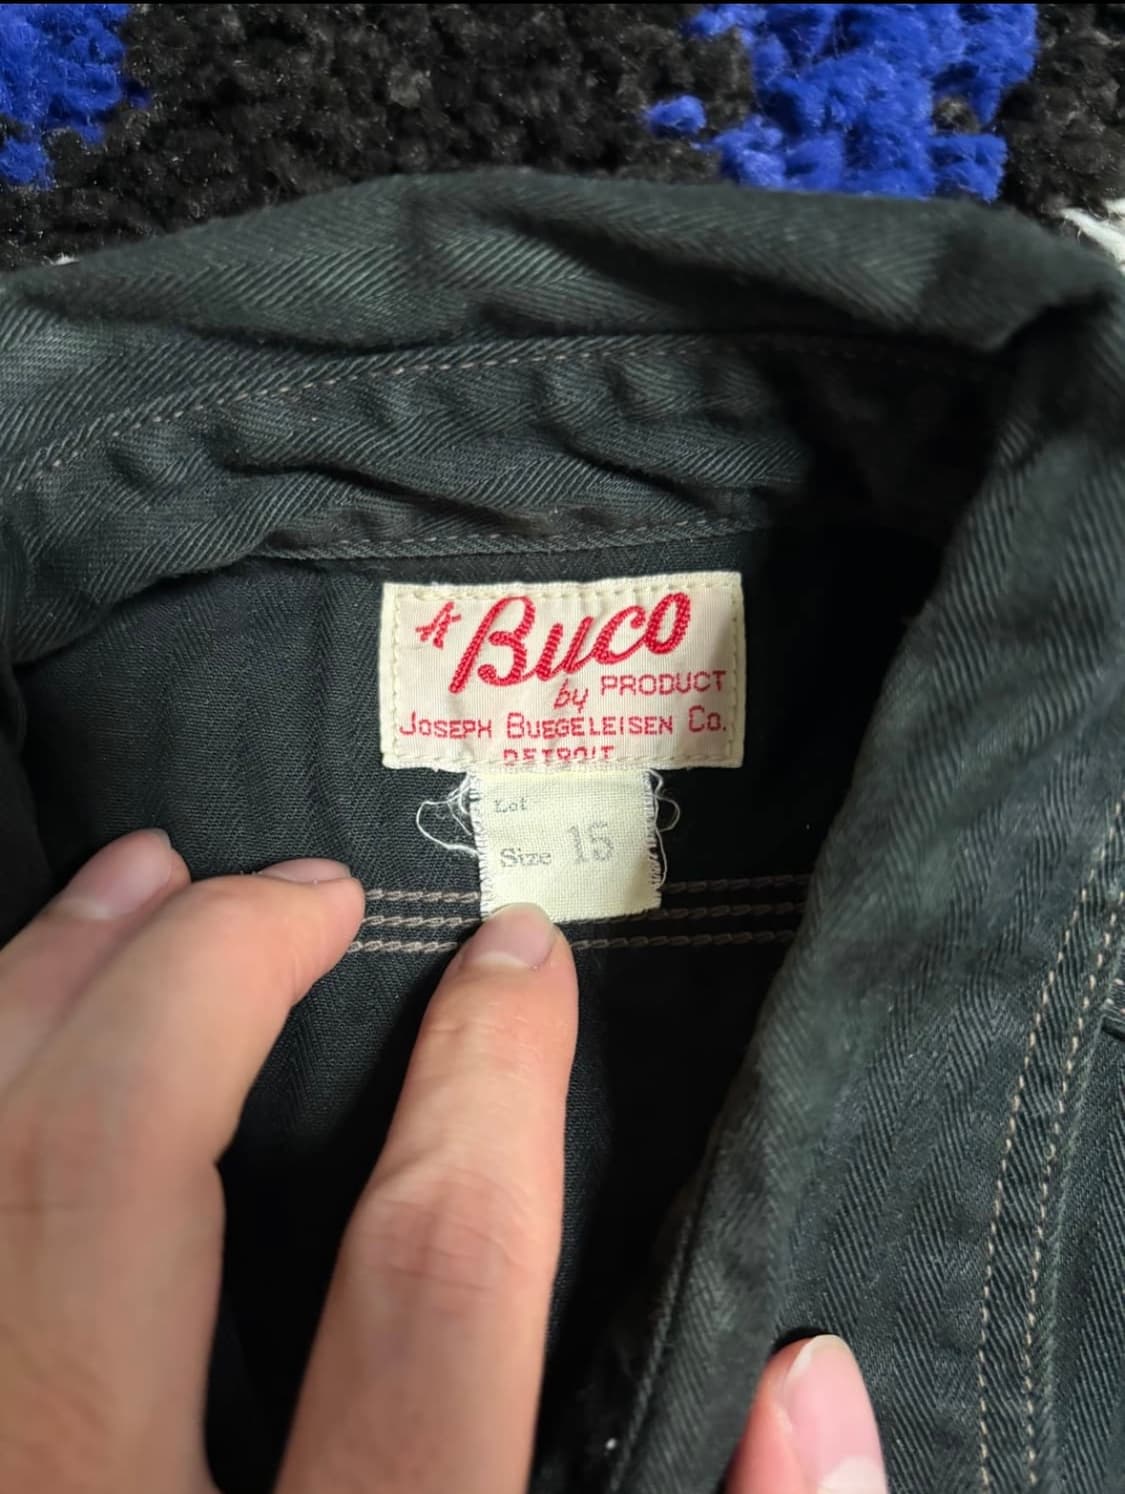 A Buco
by PRODUCT
JOSEPH BUEGELEISEN CO.
DETROIT
Lot
Size 15